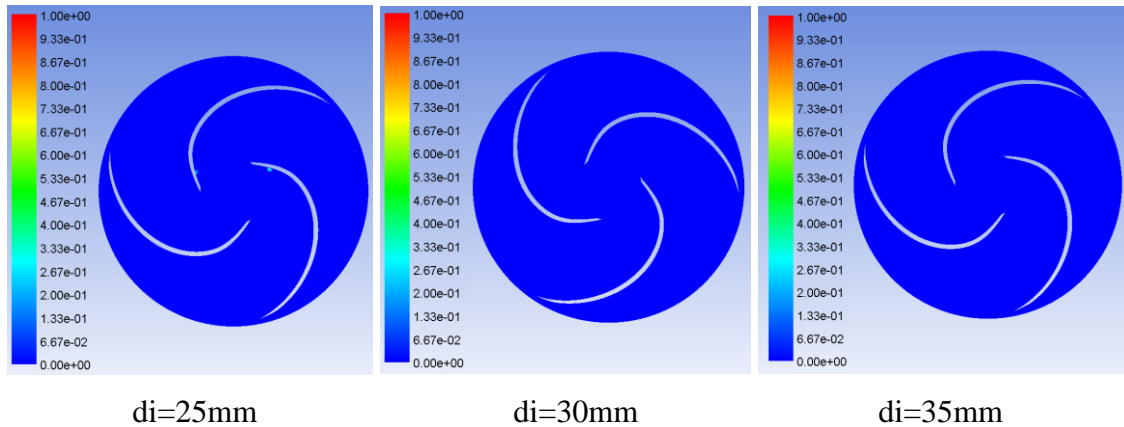 1.00e+00
9.33e-01
8.67e-01
8.00e-01
7.33e-01
6.67e-01
6.00e-01
5.33e-01
4.67e-01
4.00e-01
3.33e-01
2.67e-01
2.00e-01
1.33e-01
6.67e-02
0.00e+00
1.00e+00
9.33e-01
8.67e-01
8.00e-01
7.33e-01
6.67e-01
6.00e-01
5.33e-01
4.67e-01
4.00e-01
3.33e-01
2.67e-01
2.00e-01
1.33e-01
6.67e-02
0.00e+00
1.00e+00
9.33e-01
8.67e-01
8.00e-01
7.33e-01
6.67e-01
6.00e-01
5.33e-01
4.67e-01
4.00e-01
3.33e-01
2.67e-01
2.00e-01
1.33e-01
6.67e-02
0.00e+00
di=25mm
di=30mm
di=35mm